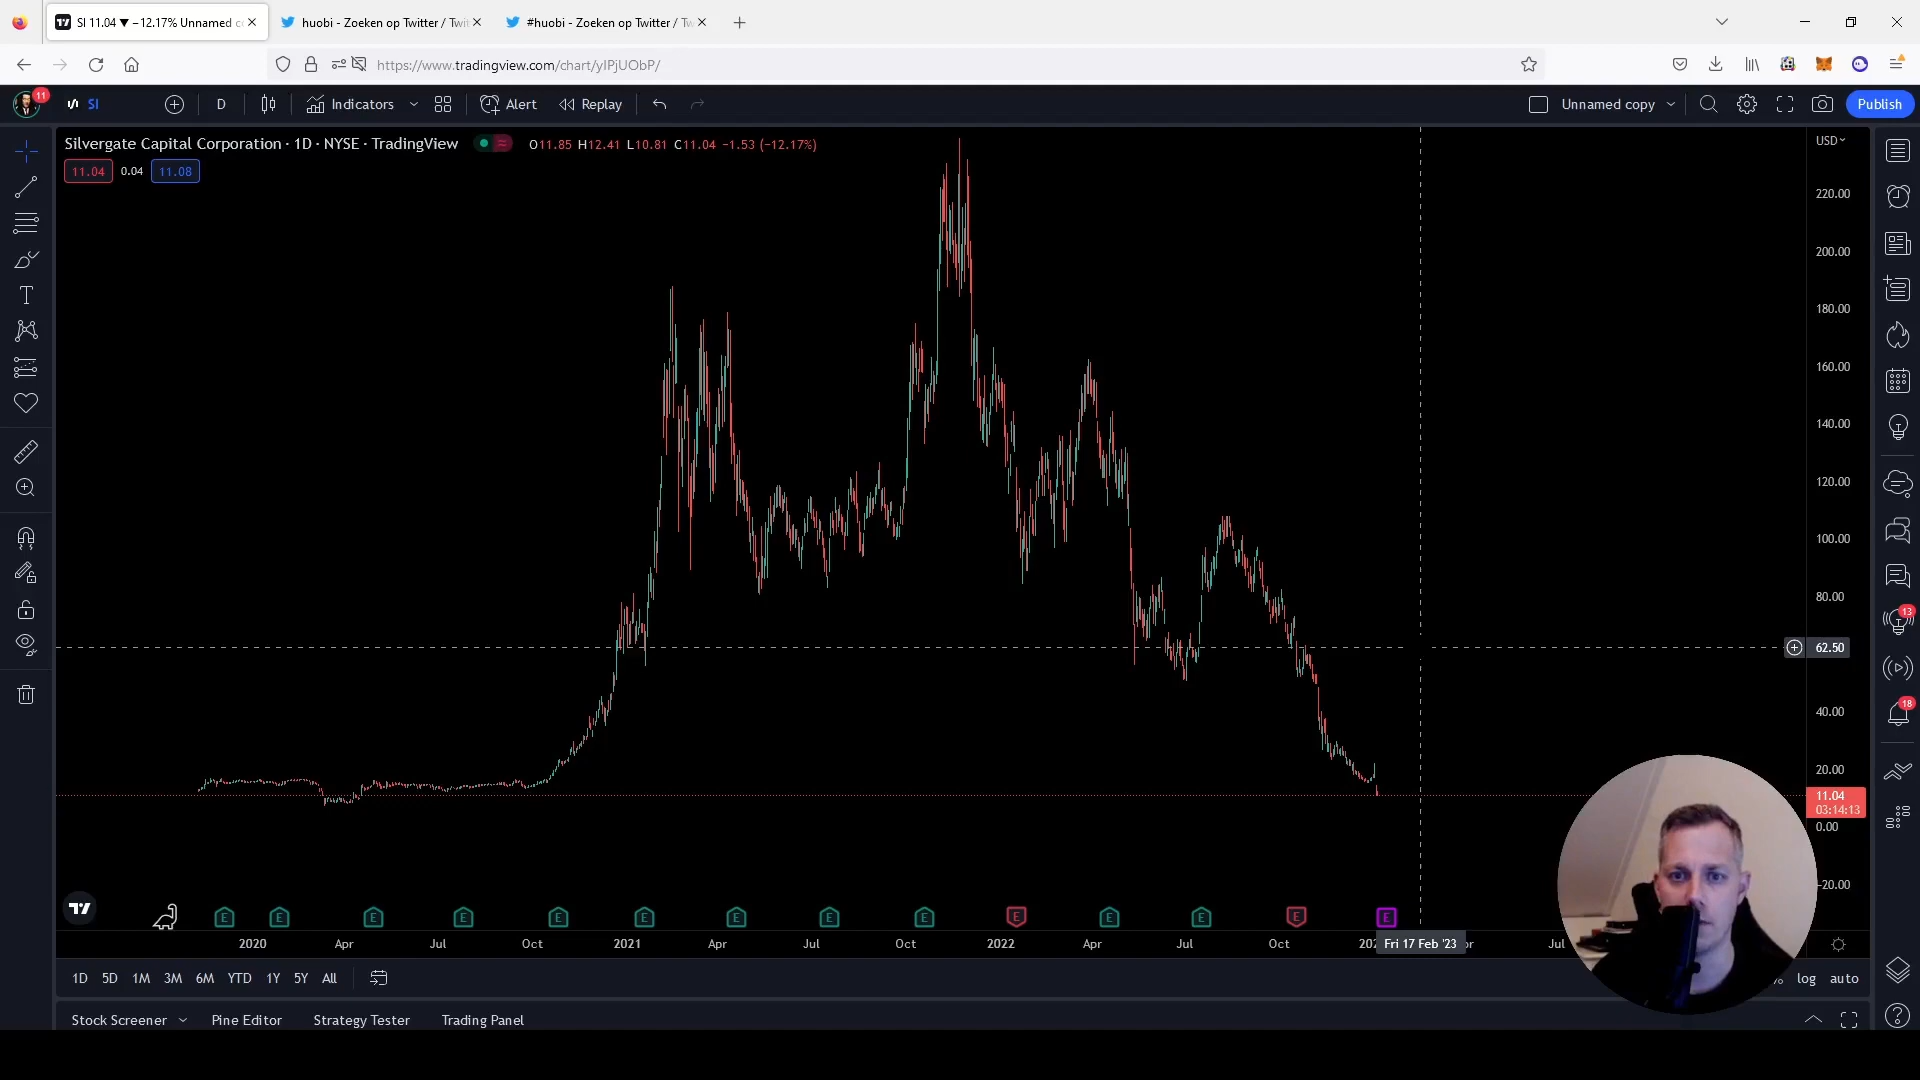 SI 11.04 ▼ −12.17% Unnamed c
huobi - Zoeken op Twitter / Twit
#huobi - Zoeken op Twitter / Tw
https://www.tradingview.com/chart/yIPjUObP/
11
SI
D
Indicators
Alert
Replay
Unnamed copy
Publish
Silvergate Capital Corporation · 1D · NYSE · TradingView
O11.85 H12.41 L10.81 C11.04 −1.53 (−12.17%)
11.04
0.04
11.08
USD
220.00
200.00
180.00
160.00
140.00
120.00
100.00
80.00
62.50
40.00
20.00
11.04
03:14:13
0.00
-20.00
13
18
E
E
E
E
E
E
E
E
E
E
E
E
E
E
2020
Apr
Jul
Oct
2021
Apr
Jul
Oct
2022
Apr
Jul
Oct
202
Fri 17 Feb '23
or
Jul
1D
5D
1M
3M
6M
YTD
1Y
5Y
All
%
log
auto
Stock Screener
Pine Editor
Strategy Tester
Trading Panel